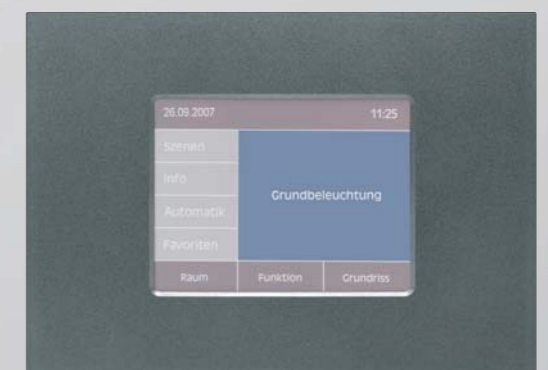 26.09.2007 11:25
Szenen
Info
Automatik
Favoriten
Grundbeleuchtung
Raum Funktion Grundriss